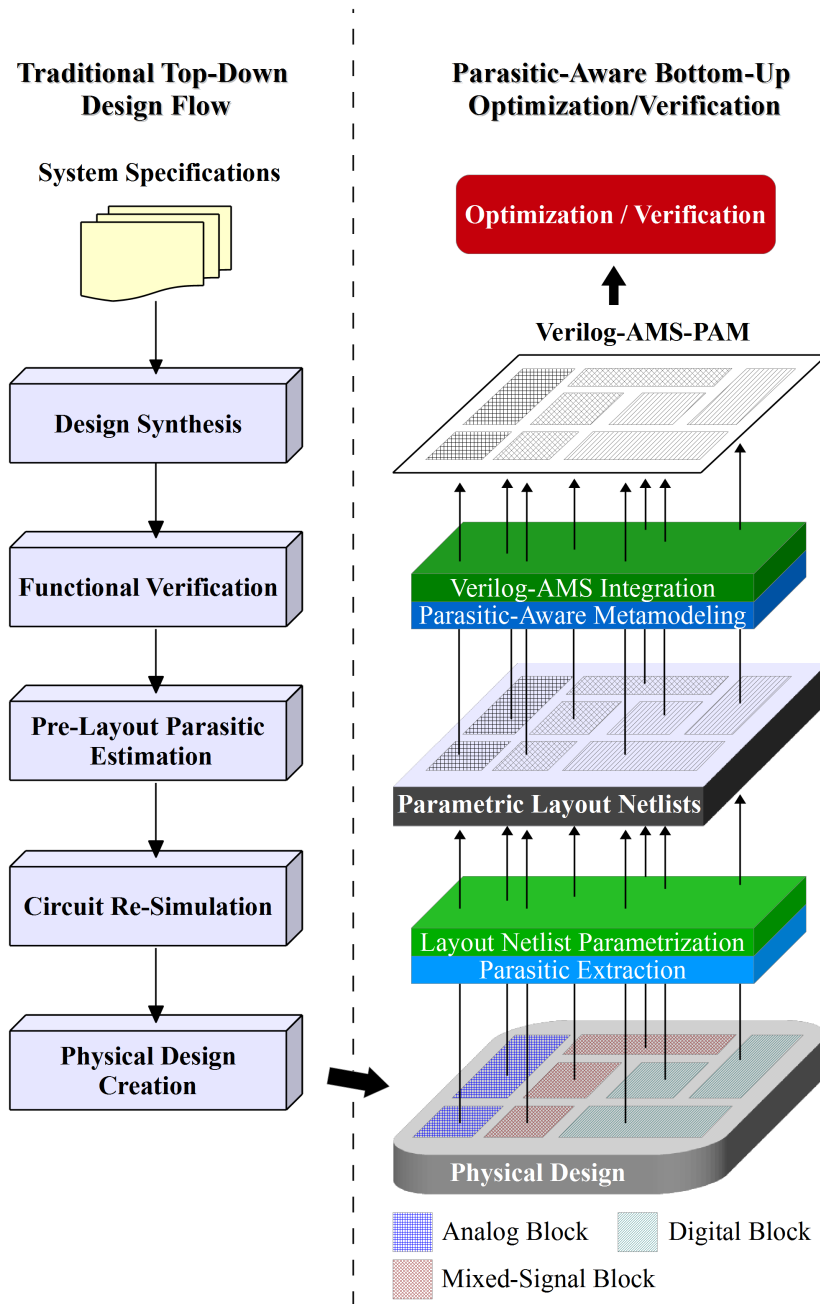 Traditional Top-Down
Design Flow
System Specifications
Design Synthesis
Functional Verification
Pre-Layout Parasitic
Estimation
Circuit Re-Simulation
Physical Design
Creation
Parasitic-Aware Bottom-Up
Optimization/Verification
Optimization / Verification
Verilog-AMS-PAM
Verilog-AMS Integration
Parasitic-Aware Metamodeling
Parametric Layout Netlists
Layout Netlist Parametrization
Parasitic Extraction
Physical Design
Analog Block
Digital Block
Mixed-Signal Block